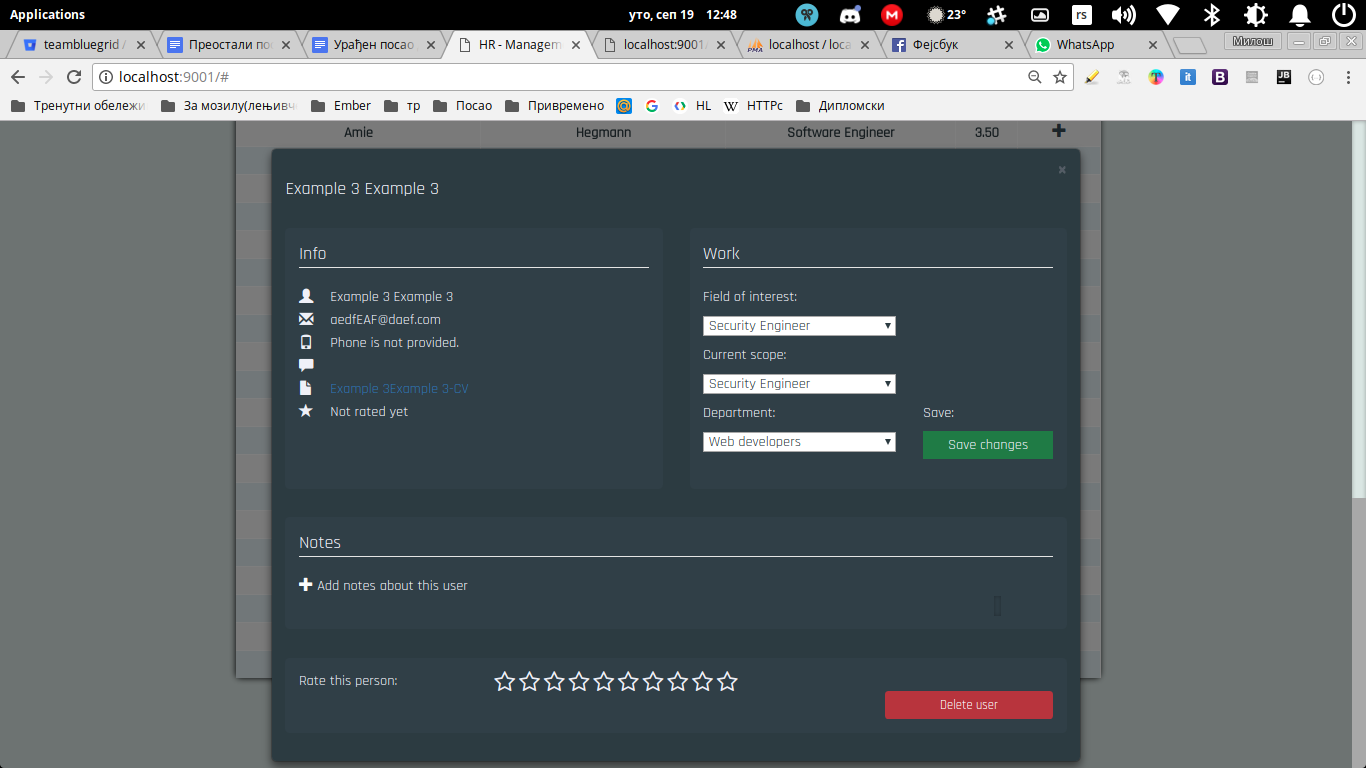 Applications
уто, сеп 19 12:48
23°
rs
teambluegrid /
Преостали по
Урађен посао
HR - Managem
localhost:9001/
localhost / loca
Фејсбук
WhatsApp
Милош
localhost:9001/#
Тренутни обележи
За мозилу(лењивч
Ember
тр
Посао
Привремено
HL
HTTPс
Дипломски
Amie Hegmann Software Engineer 3.50
×
Example 3 Example 3
Info
Example 3 Example 3
aedfEAF@daef.com
Phone is not provided.
Example 3Example 3-CV
Not rated yet
Work
Field of interest:
Security Engineer
Current scope:
Security Engineer
Department:
Save:
Web developers
Save changes
Notes
Add notes about this user
Rate this person:
Delete user